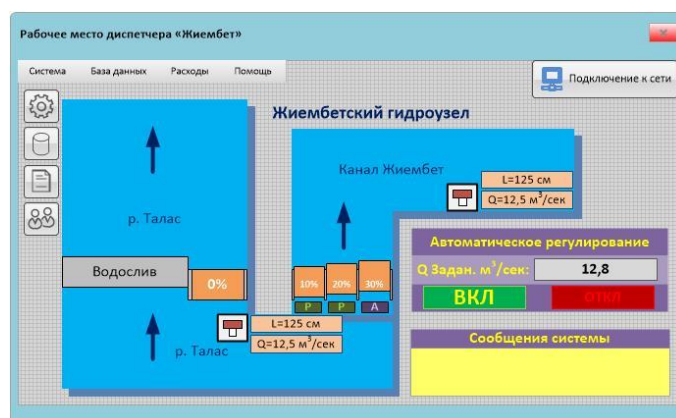 Рабочее место диспетчера «Жиембет»
Система База данных Расходы Помощь
Подключение к сети
Жиембетский гидроузел
Канал Жиембет
L=125 см
Q=12,5 м³/сек
р. Талас
Автоматическое регулирование
Q Задан. м³/сек: 12,8
ВКЛ ОТКЛ
Водослив
0%
10% 20% 30%
Р Р А
L=125 см
Q=12,5 м³/сек
р. Талас
Сообщения системы